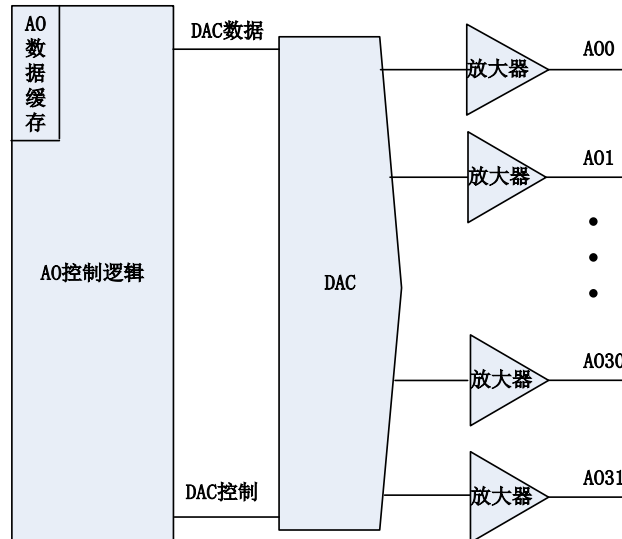 AO
数
据
缓
存
DAC数据
放大器
AO0
放大器
AO1
AO控制逻辑
DAC
放大器
AO30
DAC控制
放大器
AO31